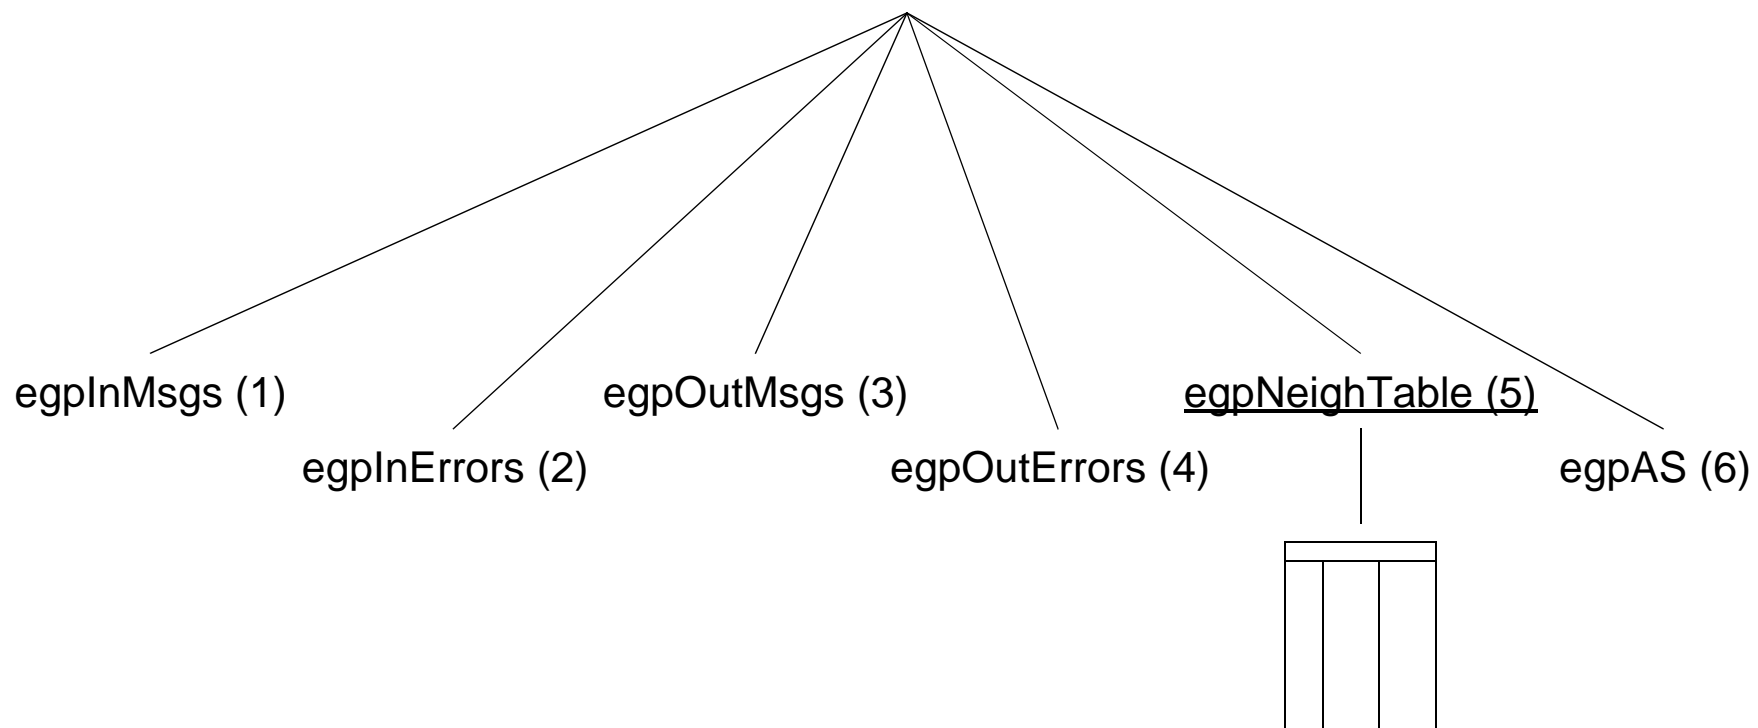 egpInMsgs (1)
egpOutMsgs (3)
egpNeighTable (5)
egpInErrors (2)
egpOutErrors (4)
egpAS (6)